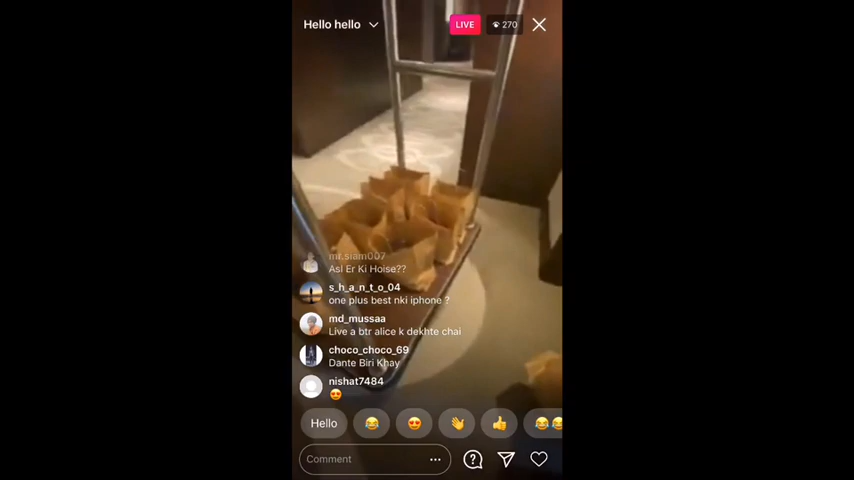 Hello hello
LIVE
270
mr.siam007
Asl Er Ki Hoise??
s_h_a_n_t_o_04
one plus best nki iphone ?
md_mussaa
Live a btr alice k dekhte chai
choco_choco_69
Dante Biri Khay
nishat7484
😍
Hello 😂 😍 👋 👍 😂😂
Comment